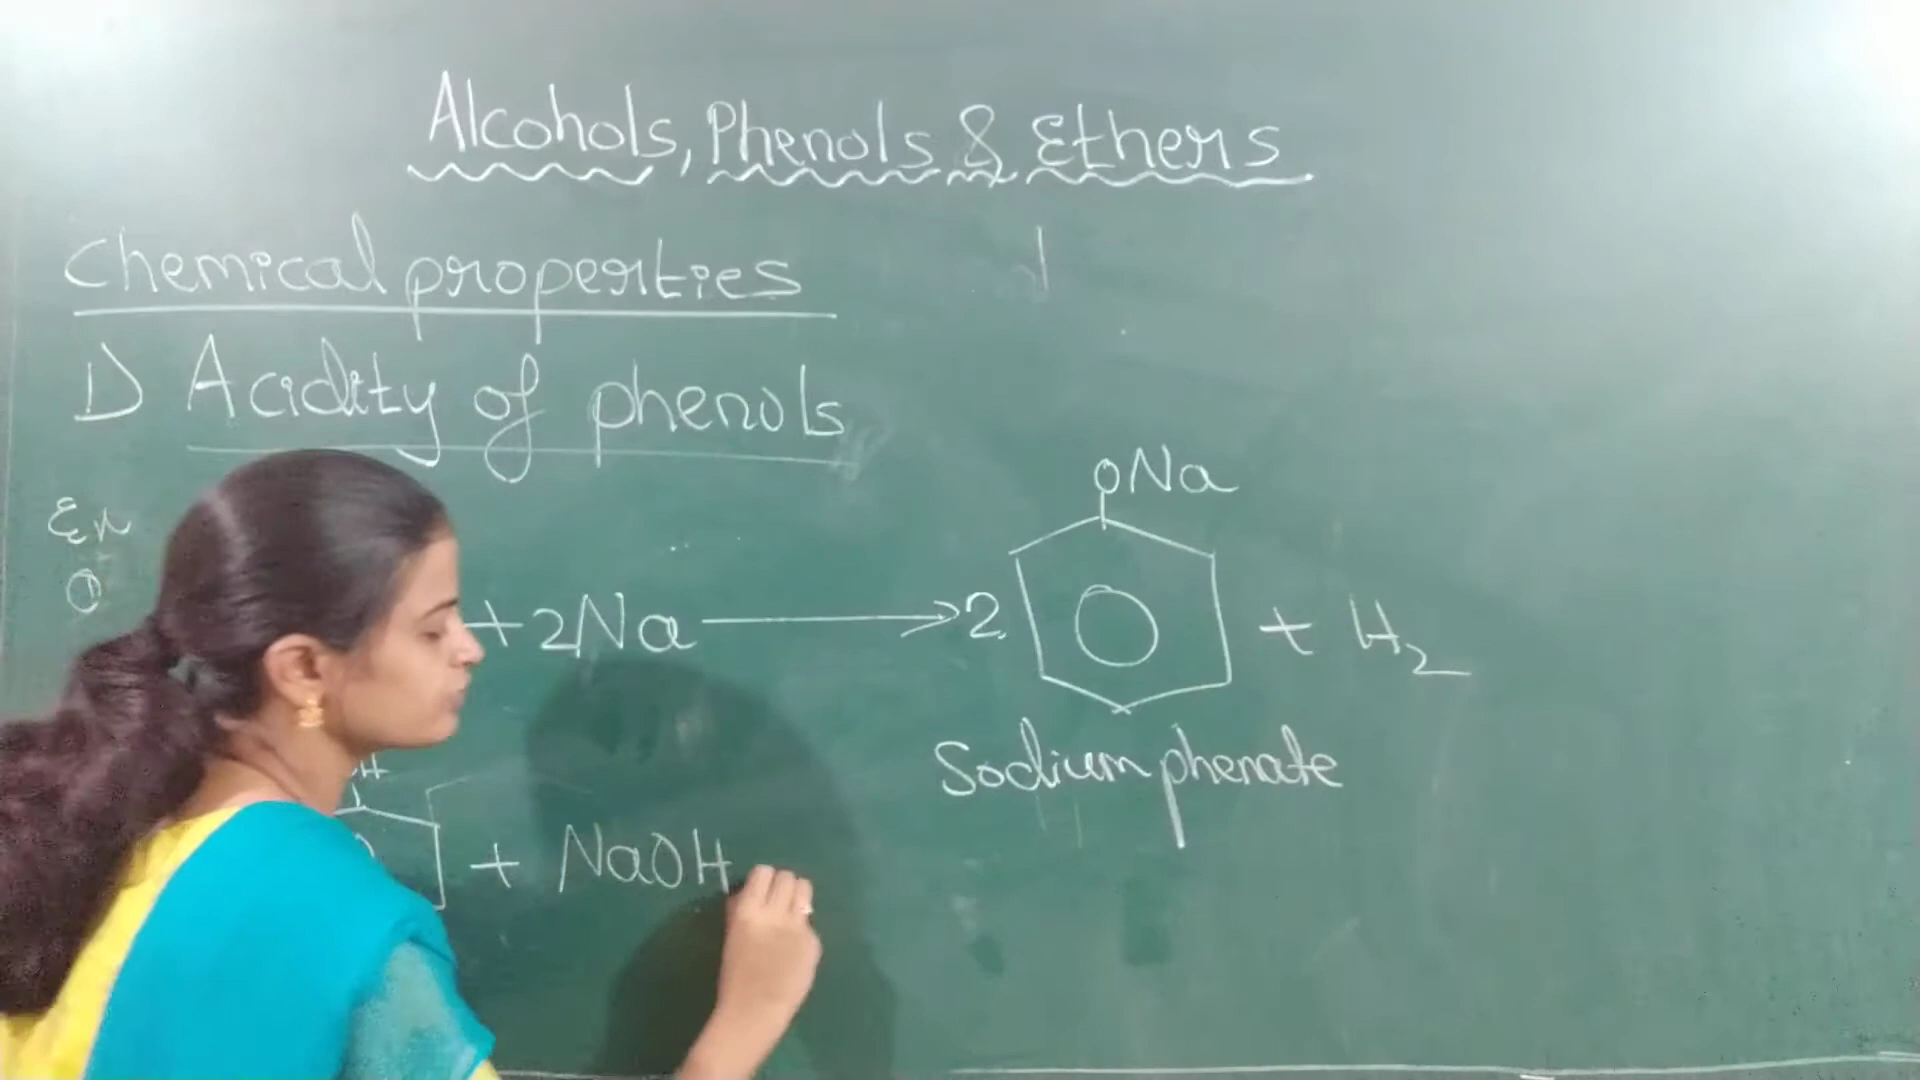 Alcohols, Phenols & Ethers
Chemical properties
1) Acidity of phenols
Ex
ONa
+ 2Na → 2 + H2
Sodium phenate
+ NaOH